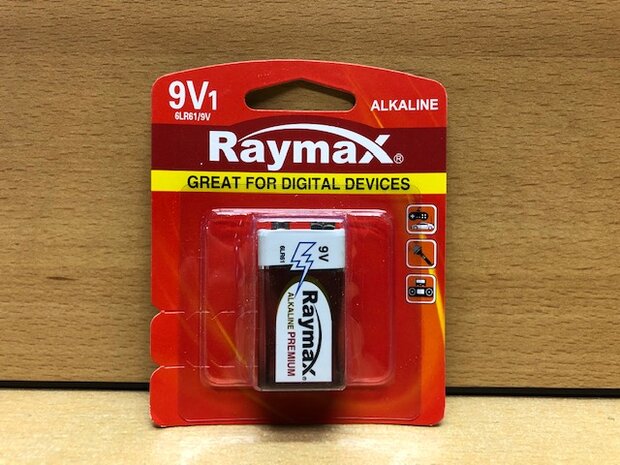 9V1
6LR61/9V
ALKALINE
Raymax®
GREAT FOR DIGITAL DEVICES
9V
6LR61
Raymax®
ALKALINE PREMIUM